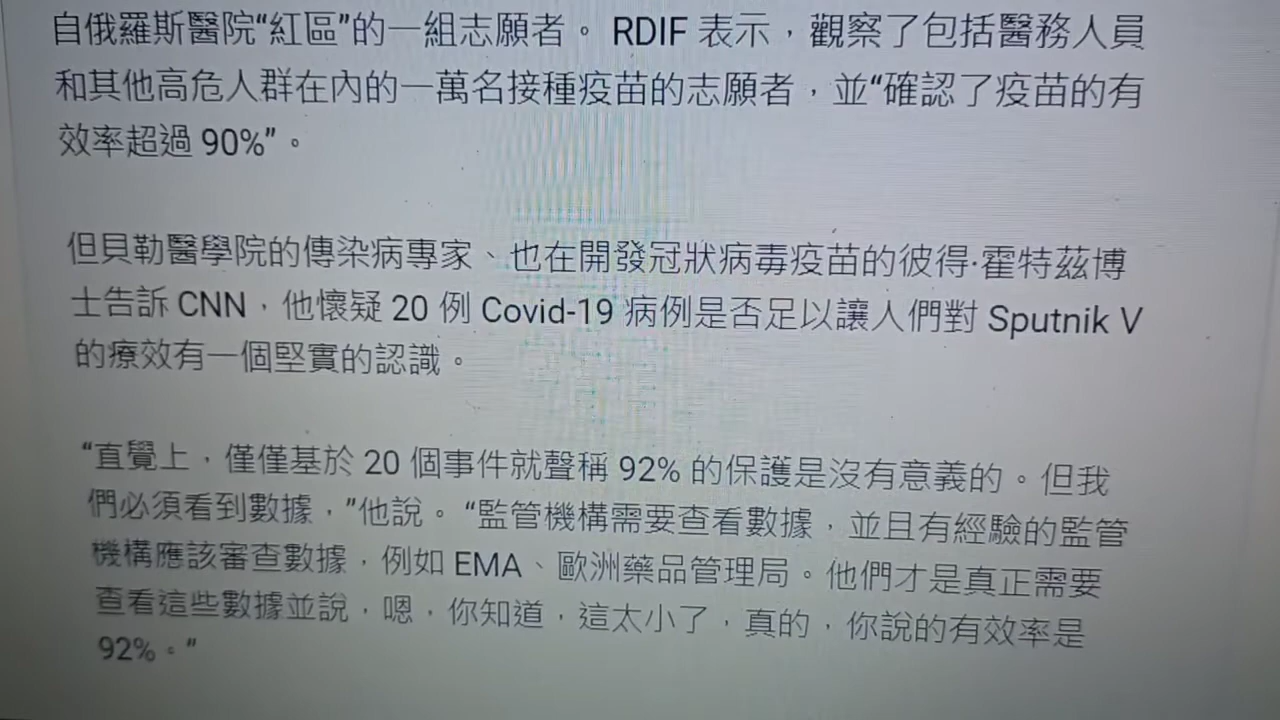 自俄羅斯醫院“紅區”的一組志願者。 RDIF 表示，觀察了包括醫務人員
和其他高危人群在內的一萬名接種疫苗的志願者，並“確認了疫苗的有
效率超過 90%”。
但貝勒醫學院的傳染病專家、也在開發冠狀病毒疫苗的彼得·霍特茲博
士告訴 CNN，他懷疑 20 例 Covid-19 病例是否足以讓人們對 Sputnik V
的療效有一個堅實的認識。
“直覺上，僅僅基於 20 個事件就聲稱 92% 的保護是沒有意義的。但我
們必須看到數據，”他說。 “監管機構需要查看數據，並且有經驗的監管
機構應該審查數據，例如 EMA、歐洲藥品管理局。他們才是真正需要
查看這些數據並說，嗯，你知道，這太小了，真的，你說的有效率是
92%。”